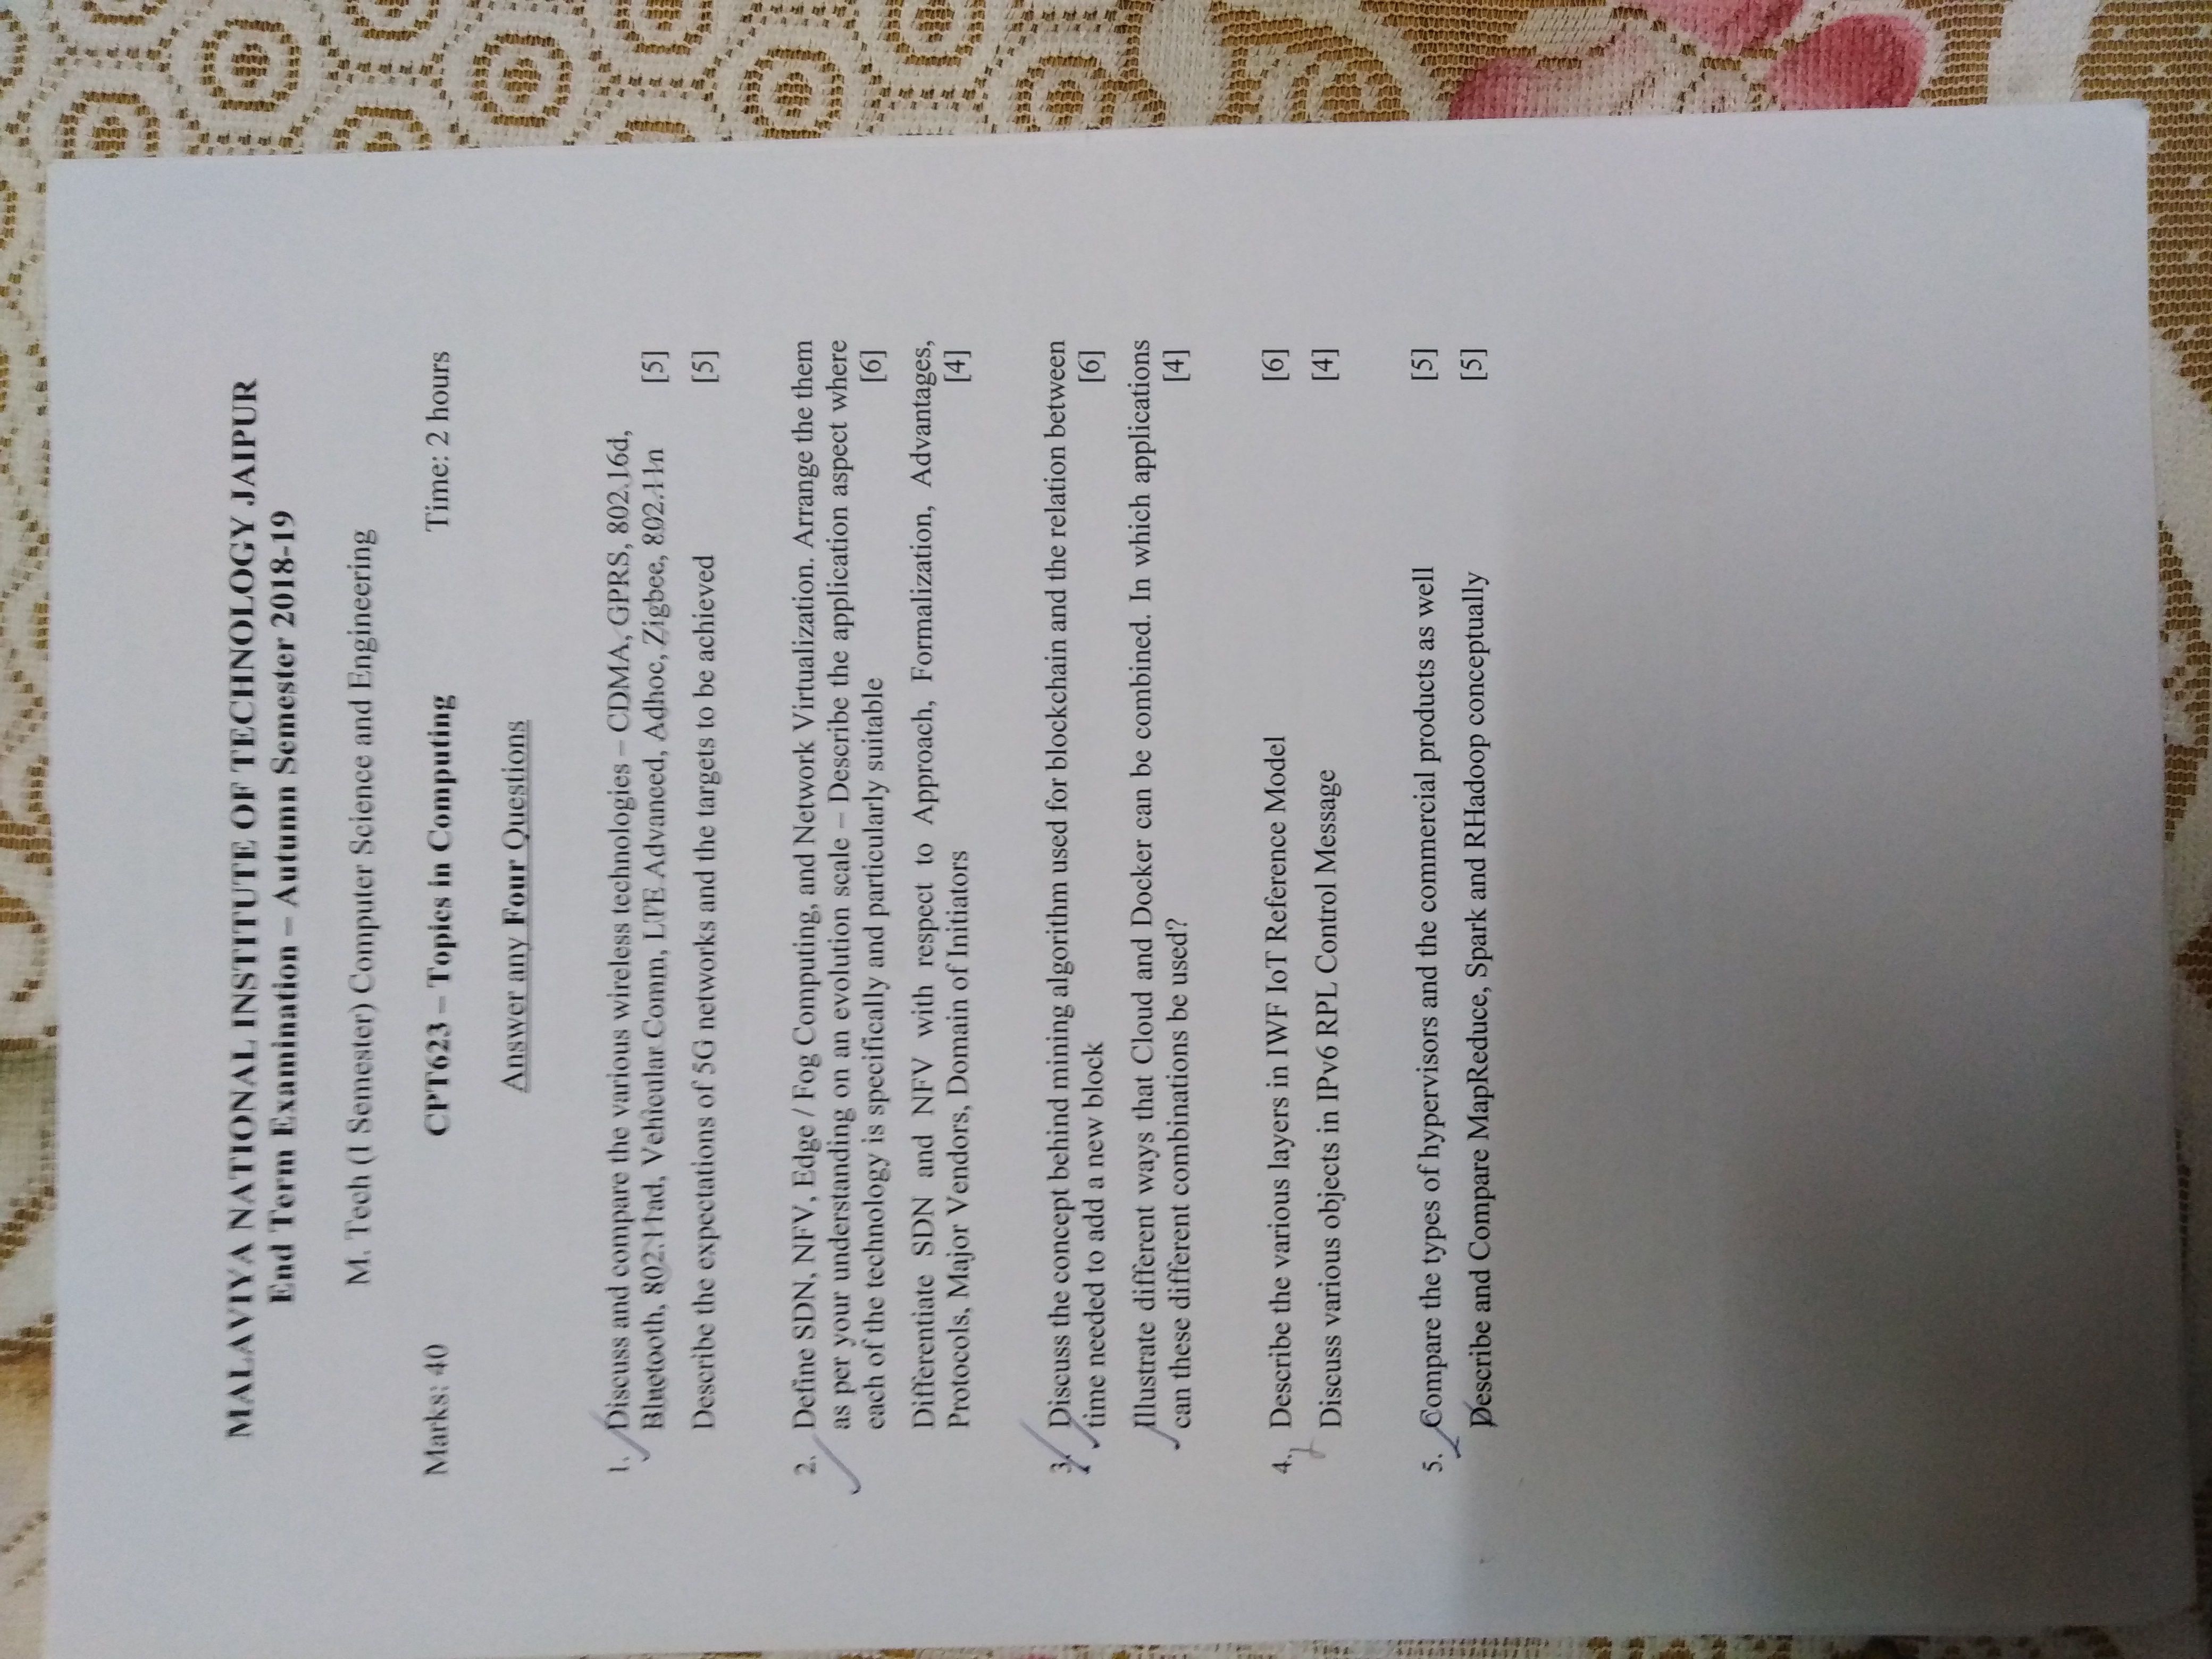 MALAVIYA NATIONAL INSTITUTE OF TECHNOLOGY JAIPUR
End Term Examination – Autumn Semester 2018-19
M. Tech (I Semester) Computer Science and Engineering
Marks: 40 CPT623 – Topics in Computing Time: 2 hours
Answer any Four Questions
1. Discuss and compare the various wireless technologies – CDMA, GPRS, 802.16d,
Bluetooth, 802.11ad, Vehicular Comm, LTE Advanced, Adhoc, Zigbee, 802.11n [5]
Describe the expectations of 5G networks and the targets to be achieved [5]
2. Define SDN, NFV, Edge / Fog Computing, and Network Virtualization. Arrange the them
as per your understanding on an evolution scale – Describe the application aspect where
each of the technology is specifically and particularly suitable [6]
Differentiate SDN and NFV with respect to Approach, Formalization, Advantages,
Protocols, Major Vendors, Domain of Initiators [4]
3. Discuss the concept behind mining algorithm used for blockchain and the relation between
time needed to add a new block [6]
Illustrate different ways that Cloud and Docker can be combined. In which applications
can these different combinations be used? [4]
4. Describe the various layers in IWF IoT Reference Model [6]
Discuss various objects in IPv6 RPL Control Message [4]
5. Compare the types of hypervisors and the commercial products as well [5]
Describe and Compare MapReduce, Spark and RHadoop conceptually [5]